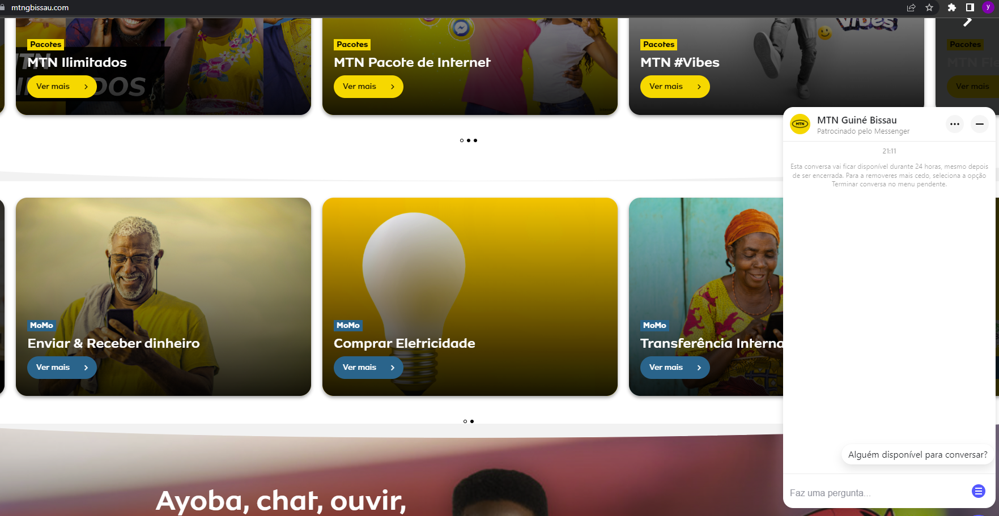 mtngbissau.com
y
Pacotes
MTN Ilimitados
Ver mais
Pacotes
MTN Pacote de Internet
Ver mais
Pacotes
MTN #Vibes
Ver mais
Vibes
Pacotes
MTN Fle
Ver mais
MTN
MTN Guiné Bissau
Patrocinado pelo Messenger
21:11
Esta conversa vai ficar disponível durante 24 horas, mesmo depois
de ser encerrada. Para a removeres mais cedo, seleciona a opção
Terminar conversa no menu pendente.
MoMo
Enviar & Receber dinheiro
Ver mais
MoMo
Comprar Eletricidade
Ver mais
MoMo
Transferência Interna
Ver mais
Alguém disponível para conversar?
Faz uma pergunta...
Ayoba, chat, ouvir,